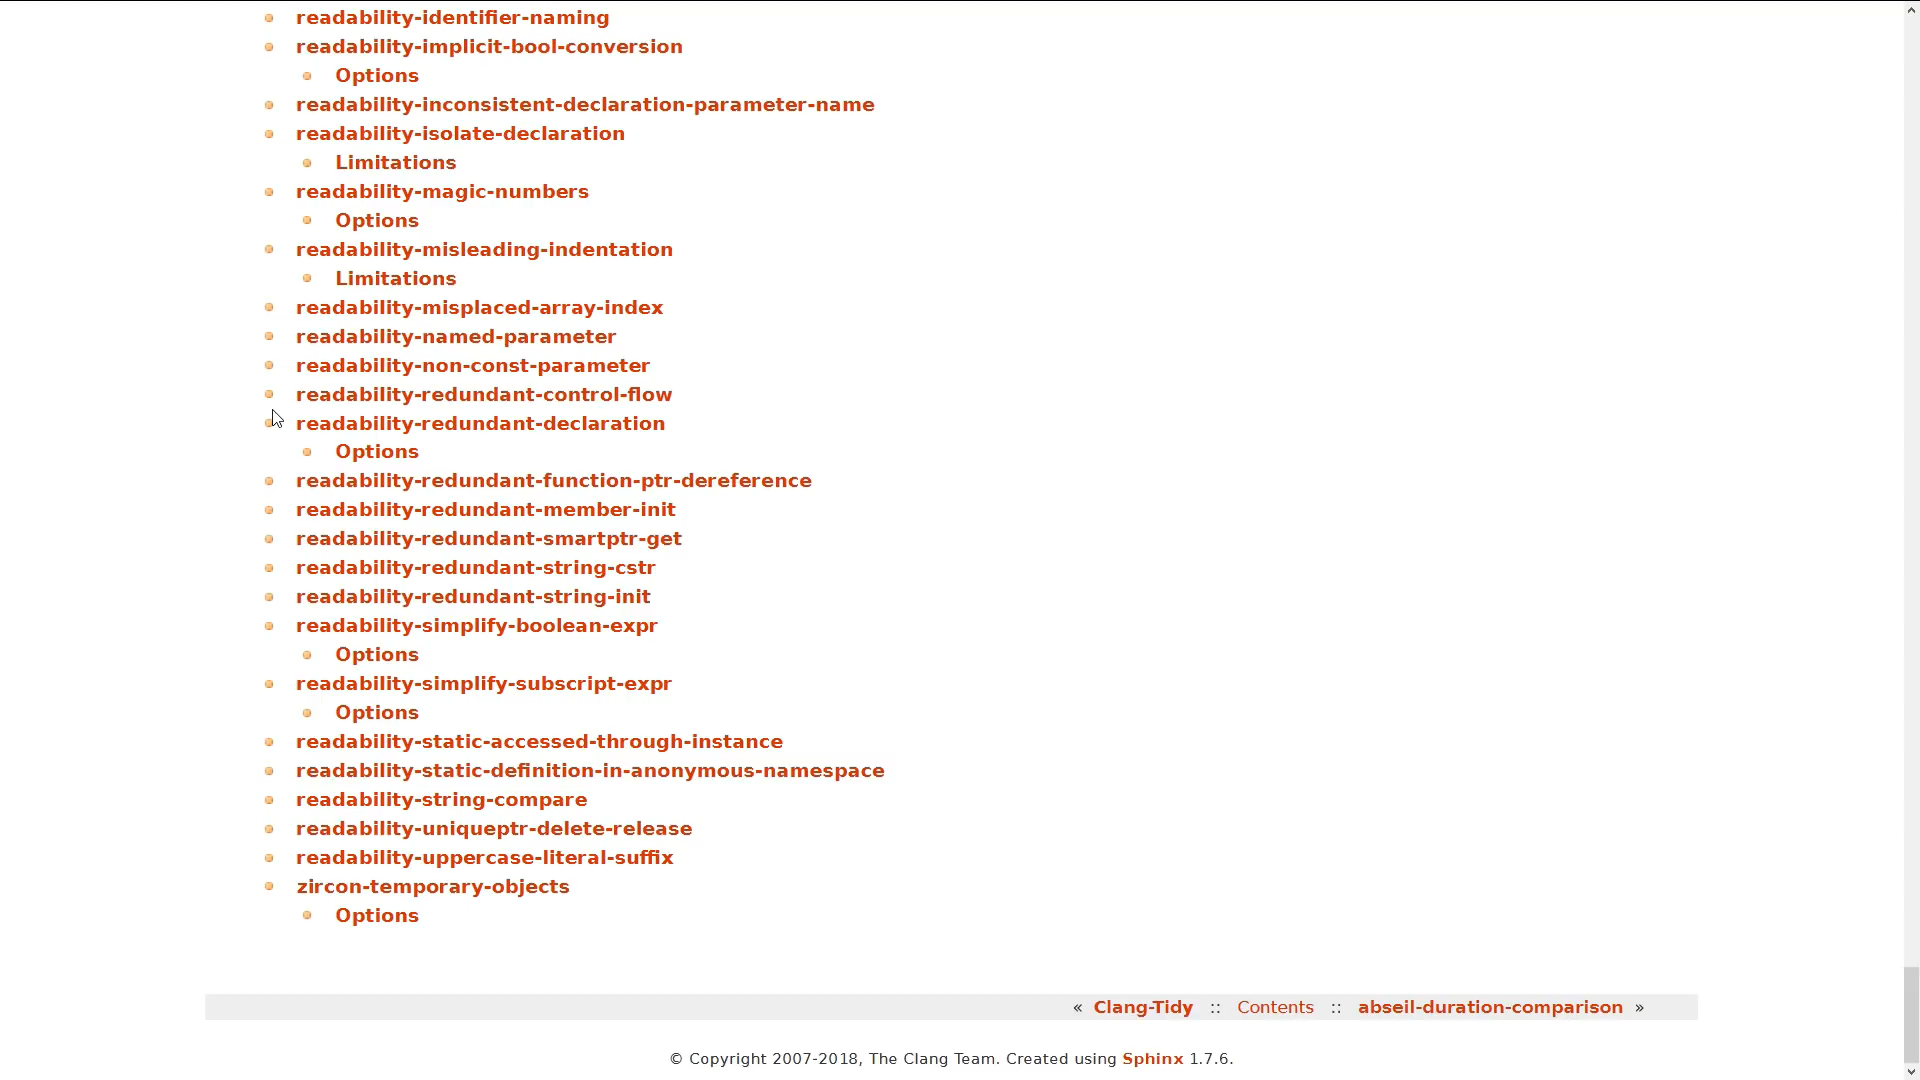 readability-identifier-naming
readability-implicit-bool-conversion
Options
readability-inconsistent-declaration-parameter-name
readability-isolate-declaration
Limitations
readability-magic-numbers
Options
readability-misleading-indentation
Limitations
readability-misplaced-array-index
readability-named-parameter
readability-non-const-parameter
readability-redundant-control-flow
readability-redundant-declaration
Options
readability-redundant-function-ptr-dereference
readability-redundant-member-init
readability-redundant-smartptr-get
readability-redundant-string-cstr
readability-redundant-string-init
readability-simplify-boolean-expr
Options
readability-simplify-subscript-expr
Options
readability-static-accessed-through-instance
readability-static-definition-in-anonymous-namespace
readability-string-compare
readability-uniqueptr-delete-release
readability-uppercase-literal-suffix
zircon-temporary-objects
Options
« Clang-Tidy :: Contents :: abseil-duration-comparison »
© Copyright 2007-2018, The Clang Team. Created using Sphinx 1.7.6.